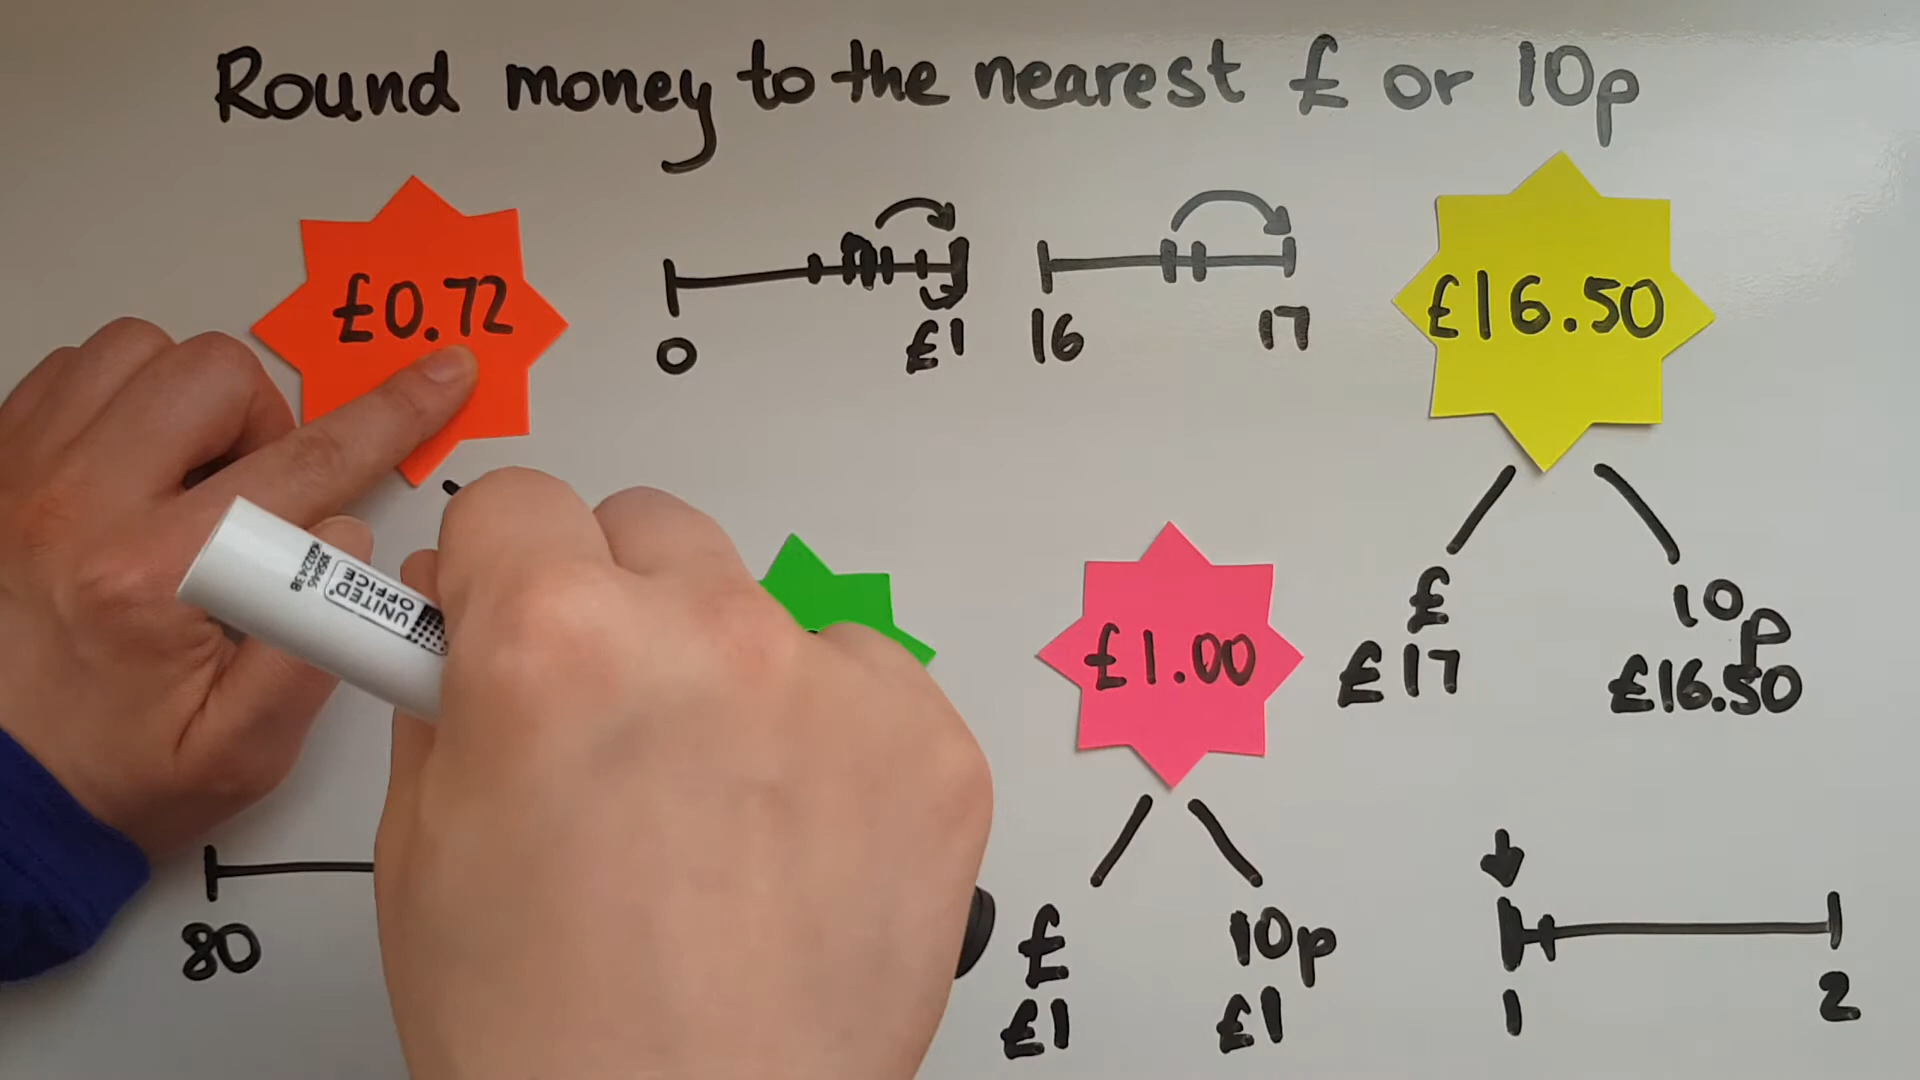 Round money to the nearest £ or 10p
£0.72
0 £1
16 17
£16.50
£ 10p
£17 £16.50
UNITED
OFFICE
£1.00
80
£ 10p
£1 £1
1 2